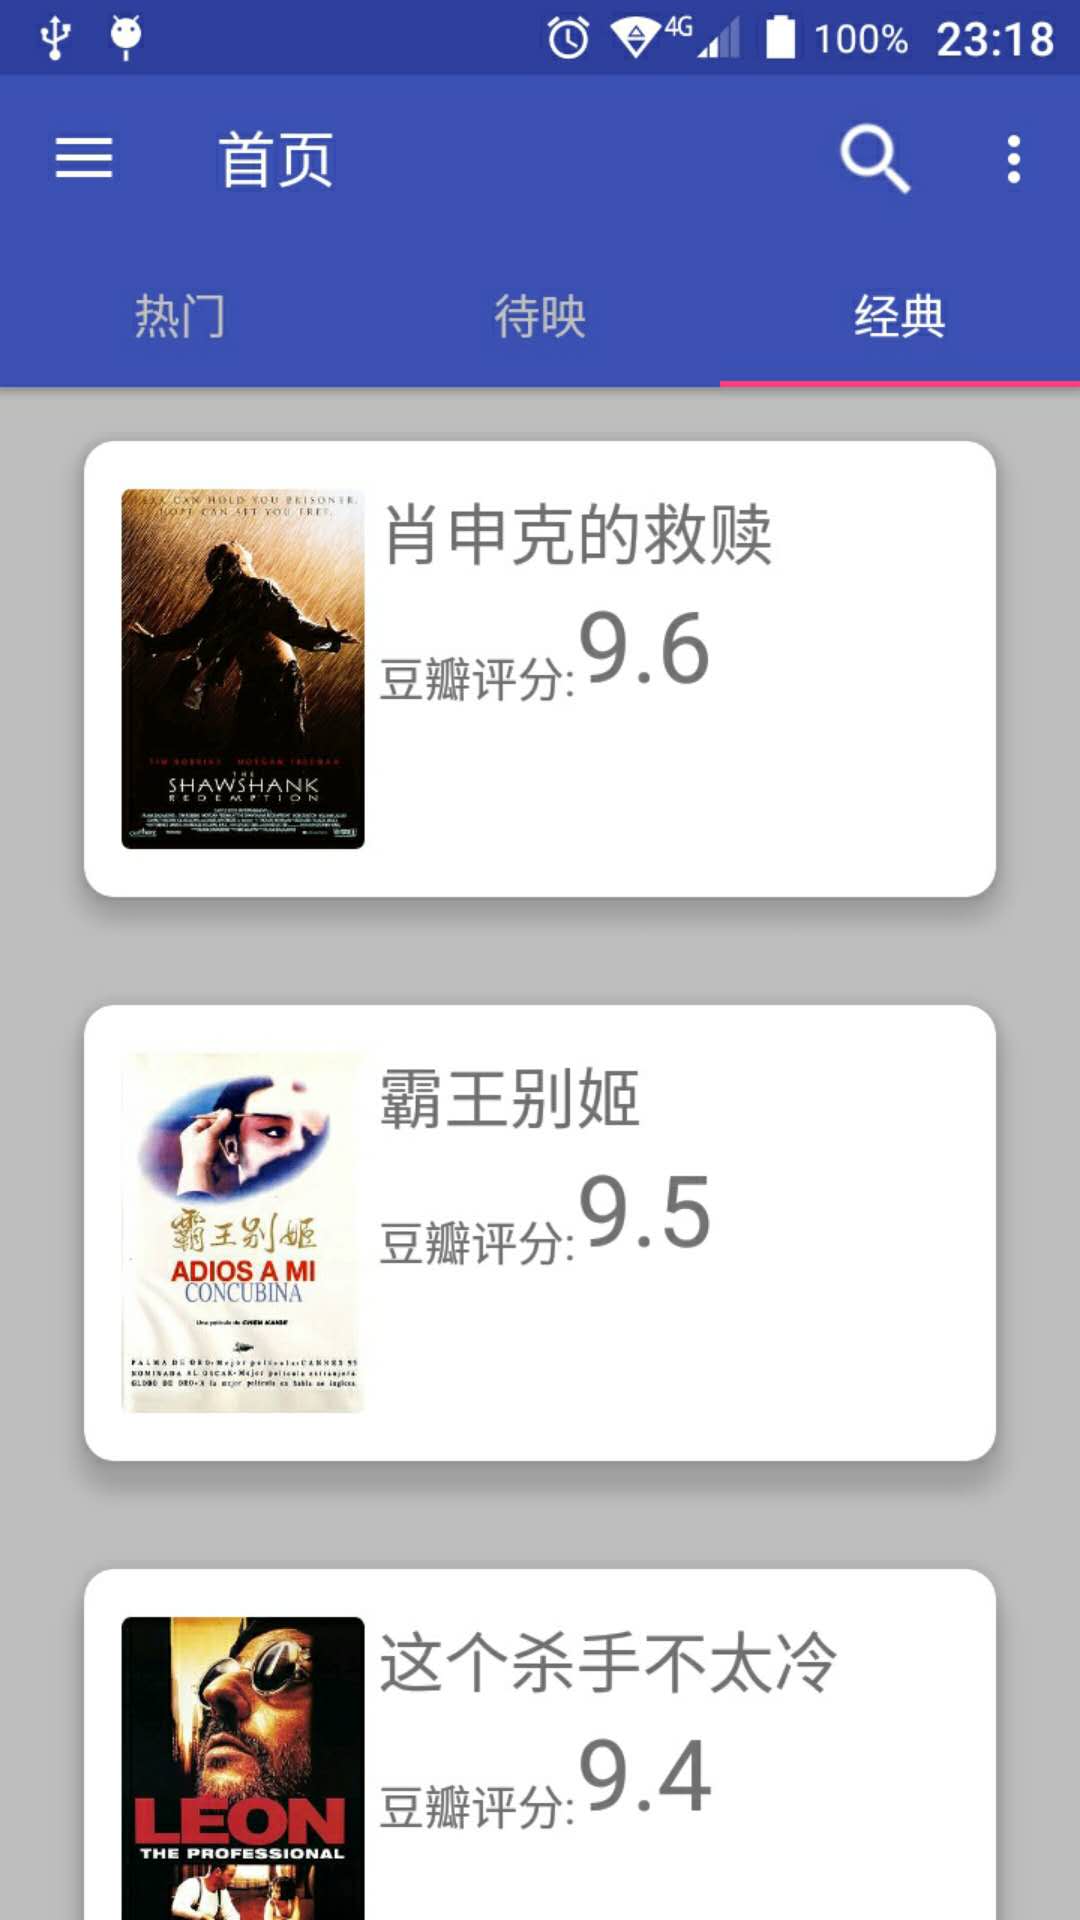 4G 100% 23:18
首页
热门 待映 经典
HOPE CAN SET YOU FREE.
肖申克的救赎
豆瓣评分:9.6
TIM ROBBINS MORGAN FREEMAN
THE
SHAWSHANK
REDEMPTION
霸王别姬
豆瓣评分:9.5
霸王别姬
ADIOS A MI
CONCUBINA
Una película de CHEN KAIGE
PALMA DE ORO-Mejor película-CANNES 93
NOMINADA AL OSCAR-Mejor película extranjera
GLOBO DE ORO-A la mejor película en habla no inglesa
这个杀手不太冷
豆瓣评分:9.4
LEON
THE PROFESSIONAL